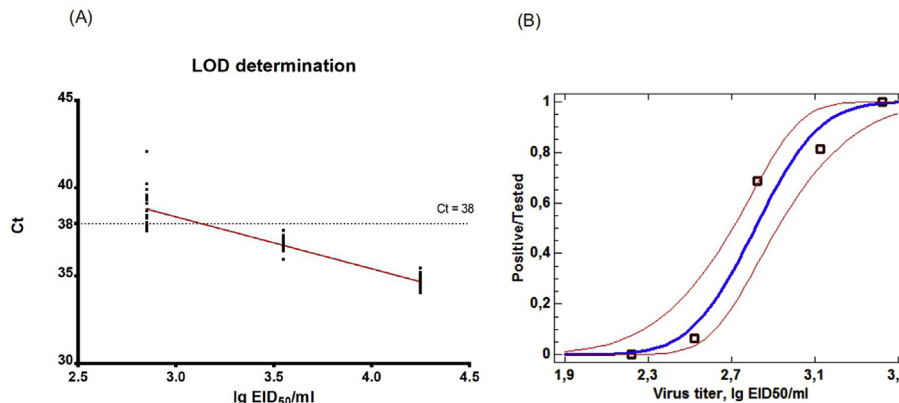 (A)
LOD determination
45
40
38
35
30
Ct
Ct = 38
2.5 3.0 3.5 4.0 4.5
lg EID50/ml
(B)
1
0,8
0,6
0,4
0,2
0
Positive/Tested
1,9 2,3 2,7 3,1 3,
Virus titer, lg EID50/ml